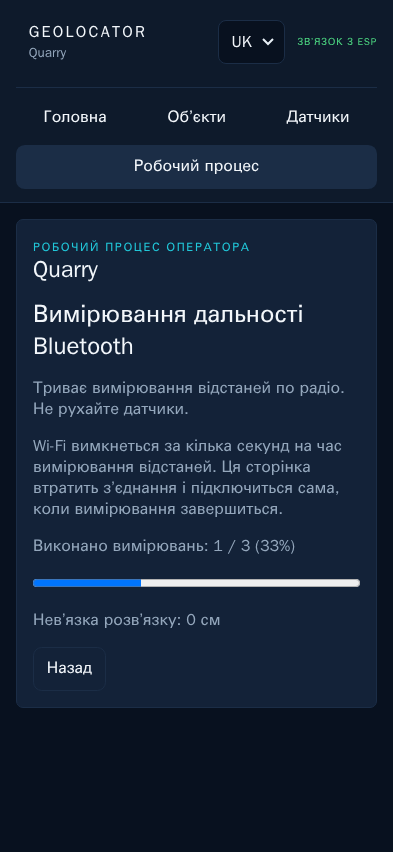 GEOLOCATOR
Quarry
UK
ЗВ'ЯЗОК З ESP
Головна
Об'єкти
Датчики
Робочий процес
РОБОЧИЙ ПРОЦЕС ОПЕРАТОРА
Quarry
Вимірювання дальності
Bluetooth
Триває вимірювання відстаней по радіо.
Не рухайте датчики.
Wi-Fi вимкнеться за кілька секунд на час
вимірювання відстаней. Ця сторінка
втратить з'єднання і підключиться сама,
коли вимірювання завершиться.
Виконано вимірювань: 1 / 3 (33%)
Нев'язка розв'язку: 0 см
Назад